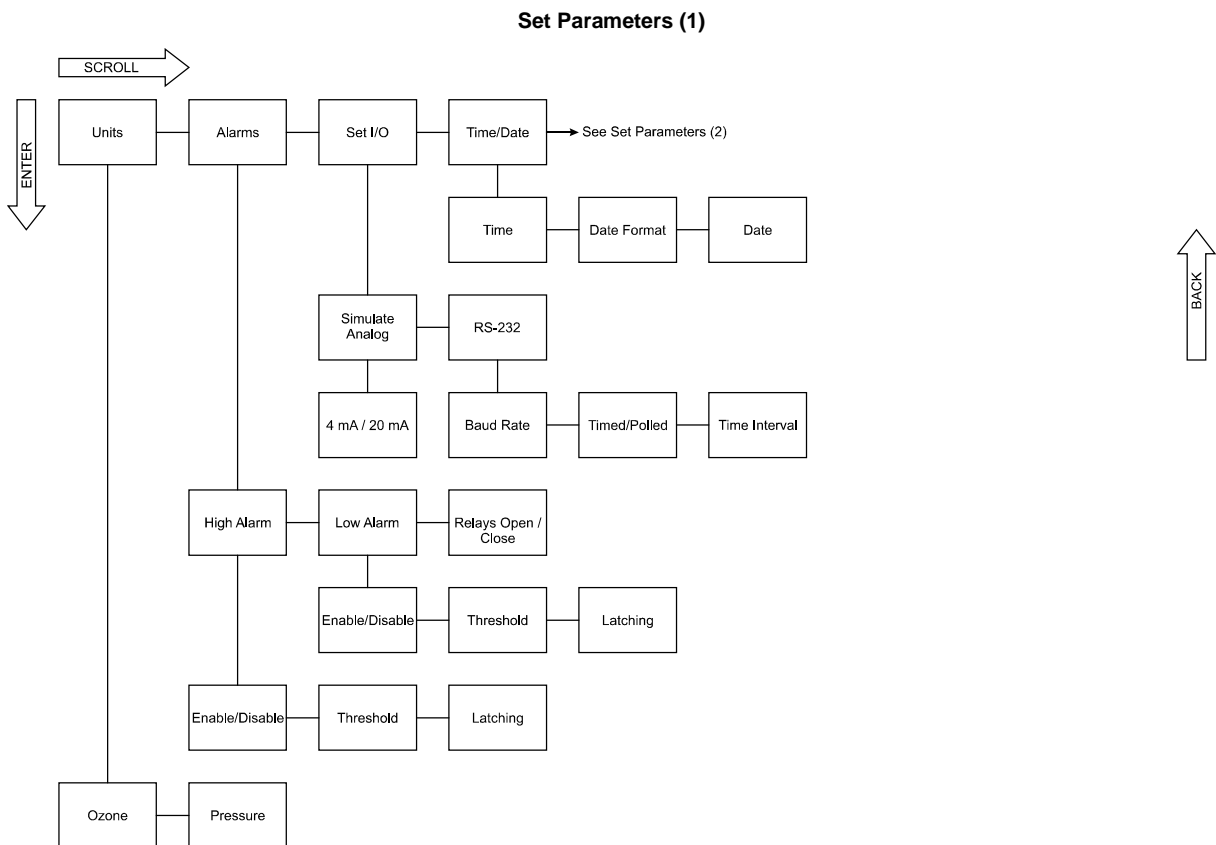 Set Parameters (1)
SCROLL
ENTER
Units
Alarms
Set I/O
Time/Date
See Set Parameters (2)
Time
Date Format
Date
BACK
Simulate
Analog
RS-232
4 mA / 20 mA
Baud Rate
Timed/Polled
Time Interval
High Alarm
Low Alarm
Relays Open /
Close
Enable/Disable
Threshold
Latching
Enable/Disable
Threshold
Latching
Ozone
Pressure